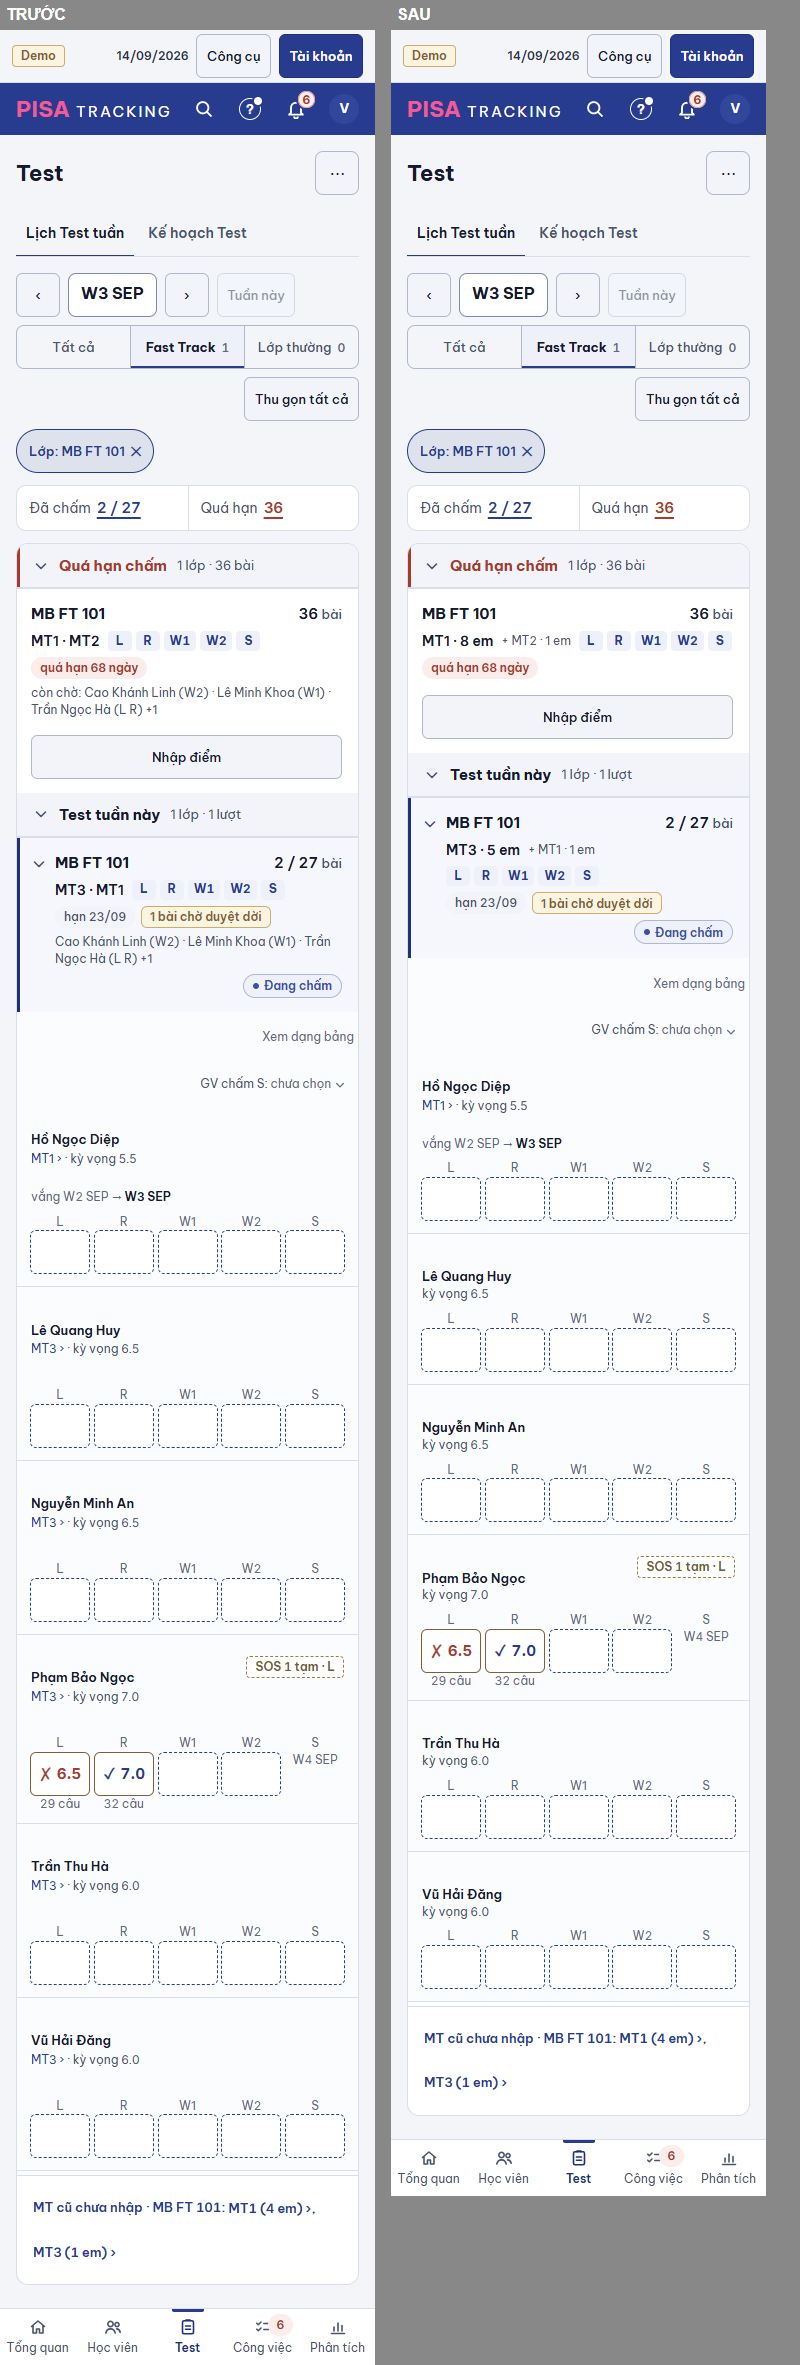 TRƯỚC
Demo
14/09/2026
Công cụ
Tài khoản
PISA TRACKING
?
6
V
Test
...
Lịch Test tuần
Kế hoạch Test
‹
W3 SEP
›
Tuần này
Tất cả
Fast Track 1
Lớp thường 0
Thu gọn tất cả
Lớp: MB FT 101 ×
Đã chấm 2 / 27
Quá hạn 36
Quá hạn chấm 1 lớp · 36 bài
MB FT 101
36 bài
MT1 · MT2 L R W1 W2 S
quá hạn 68 ngày
còn chờ: Cao Khánh Linh (W2) · Lê Minh Khoa (W1) ·
Trần Ngọc Hà (L R) +1
Nhập điểm
Test tuần này 1 lớp · 1 lượt
MB FT 101
2 / 27 bài
MT3 · MT1 L R W1 W2 S
hạn 23/09 1 bài chờ duyệt dời
Cao Khánh Linh (W2) · Lê Minh Khoa (W1) · Trần
Ngọc Hà (L R) +1
Đang chấm
Xem dạng bảng
GV chấm S: chưa chọn
Hồ Ngọc Diệp
MT1 › · kỳ vọng 5.5
vắng W2 SEP → W3 SEP
L R W1 W2 S
Lê Quang Huy
MT3 › · kỳ vọng 6.5
L R W1 W2 S
Nguyễn Minh An
MT3 › · kỳ vọng 6.5
L R W1 W2 S
Phạm Bảo Ngọc
SOS 1 tạm · L
MT3 › · kỳ vọng 7.0
L R W1 W2 S
✗ 6.5 ✓ 7.0 W4 SEP
29 câu 32 câu
Trần Thu Hà
MT3 › · kỳ vọng 6.0
L R W1 W2 S
Vũ Hải Đăng
MT3 › · kỳ vọng 6.0
L R W1 W2 S
MT cũ chưa nhập · MB FT 101: MT1 (4 em) ›,
MT3 (1 em) ›
Tổng quan
Học viên
Test
6
Công việc
Phân tích
SAU
Demo
14/09/2026
Công cụ
Tài khoản
PISA TRACKING
?
6
V
Test
...
Lịch Test tuần
Kế hoạch Test
‹
W3 SEP
›
Tuần này
Tất cả
Fast Track 1
Lớp thường 0
Thu gọn tất cả
Lớp: MB FT 101 ×
Đã chấm 2 / 27
Quá hạn 36
Quá hạn chấm 1 lớp · 36 bài
MB FT 101
36 bài
MT1 · 8 em + MT2 · 1 em L R W1 W2 S
quá hạn 68 ngày
Nhập điểm
Test tuần này 1 lớp · 1 lượt
MB FT 101
2 / 27 bài
MT3 · 5 em + MT1 · 1 em
L R W1 W2 S
hạn 23/09 1 bài chờ duyệt dời
Đang chấm
Xem dạng bảng
GV chấm S: chưa chọn
Hồ Ngọc Diệp
MT1 › · kỳ vọng 5.5
vắng W2 SEP → W3 SEP
L R W1 W2 S
Lê Quang Huy
kỳ vọng 6.5
L R W1 W2 S
Nguyễn Minh An
kỳ vọng 6.5
L R W1 W2 S
Phạm Bảo Ngọc
SOS 1 tạm · L
kỳ vọng 7.0
L R W1 W2 S
✗ 6.5 ✓ 7.0 W4 SEP
29 câu 32 câu
Trần Thu Hà
kỳ vọng 6.0
L R W1 W2 S
Vũ Hải Đăng
kỳ vọng 6.0
L R W1 W2 S
MT cũ chưa nhập · MB FT 101: MT1 (4 em) ›,
MT3 (1 em) ›
Tổng quan
Học viên
Test
6
Công việc
Phân tích